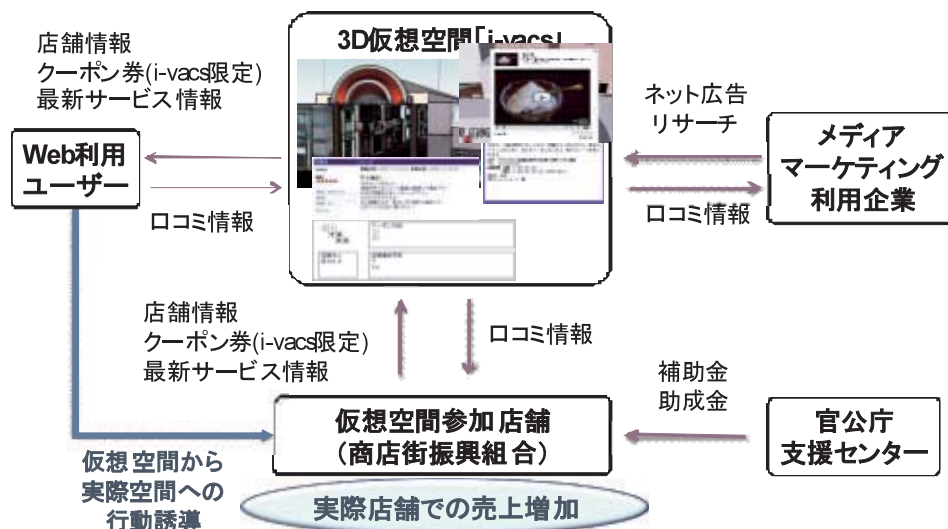 3D仮想空間「i-vacs」
店舗情報
クーポン券(i-vacs限定)
最新サービス情報
Web利用
ユーザー
口コミ情報
ネット広告
リサーチ
メディア
マーケティング
利用企業
口コミ情報
店舗情報
クーポン券(i-vacs限定)
最新サービス情報
口コミ情報
補助金
助成金
仮想空間参加店舗
(商店街振興組合)
官公庁
支援センター
仮想空間から
実際空間への
行動誘導
実際店舗での売上増加